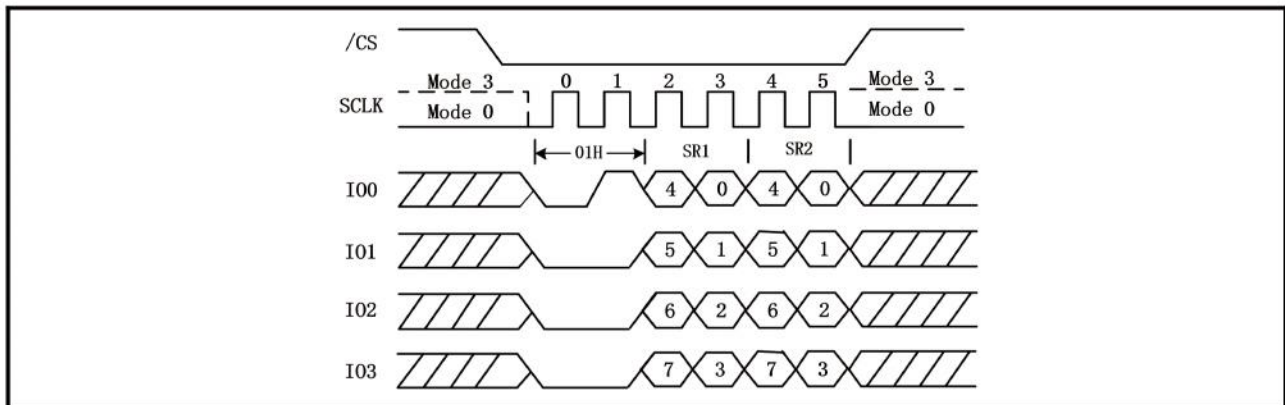 /CS
0 1 2 3 4 5
Mode 3 Mode 3
SCLK Mode 0 Mode 0
01H SR1 SR2
IO0 4 0 4 0
IO1 5 1 5 1
IO2 6 2 6 2
IO3 7 3 7 3